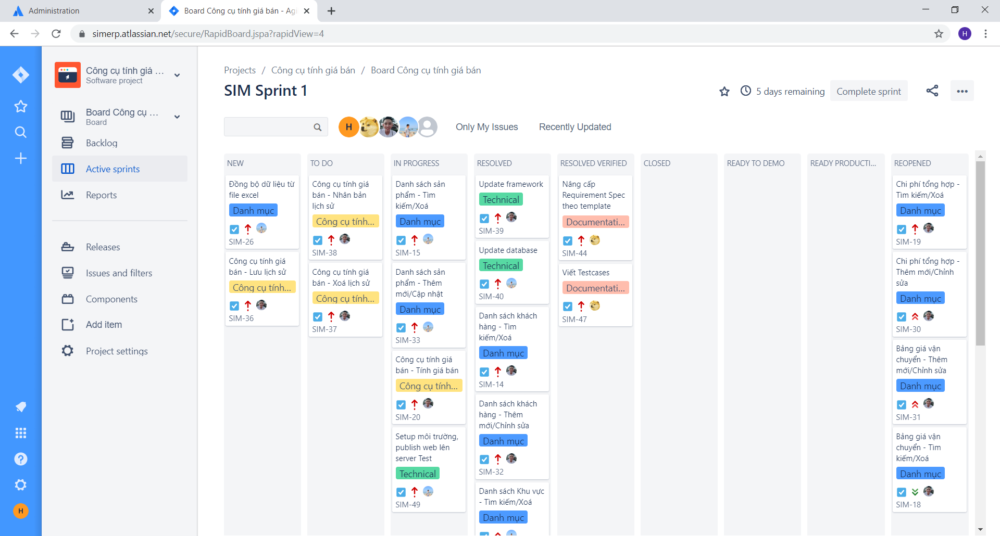 Administration
Board Công cụ tính giá bán - Agi
simerp.atlassian.net/secure/RapidBoard.jspa?rapidView=4
H
Công cụ tính giá ...
Software project
Board Công cụ ...
Board
Backlog
Active sprints
Reports
Releases
Issues and filters
Components
Add item
Project settings
H
Projects / Công cụ tính giá bán / Board Công cụ tính giá bán
SIM Sprint 1
5 days remaining
Complete sprint
H
Only My Issues
Recently Updated
NEW
Đồng bộ dữ liệu từ
file excel
Danh mục
SIM-26
Công cụ tính giá
bán - Lưu lịch sử
Công cụ tính...
SIM-36
TO DO
Công cụ tính giá
bán - Nhân bản
lịch sử
Công cụ tính...
SIM-38
Công cụ tính giá
bán - Xoá lịch sử
Công cụ tính...
SIM-37
IN PROGRESS
Danh sách sản
phẩm - Tìm
kiếm/Xoá
Danh mục
SIM-15
Danh sách sản
phẩm - Thêm
mới/Cập nhật
Danh mục
SIM-33
Công cụ tính giá
bán - Tính giá bán
Công cụ tính...
SIM-20
Setup môi trường,
publish web lên
server Test
Technical
SIM-49
RESOLVED
Update framework
Technical
SIM-39
Update database
Technical
SIM-40
Danh sách khách
hàng - Tìm
kiếm/Xoá
Danh mục
SIM-14
Danh sách khách
hàng - Thêm
mới/Chỉnh sửa
Danh mục
SIM-32
Danh sách Khu vực
- Tìm kiếm/Xoá
Danh mục
RESOLVED VERIFIED
Nâng cấp
Requirement Spec
theo template
Documentati...
SIM-44
Viết Testcases
Documentati...
SIM-47
CLOSED
READY TO DEMO
READY PRODUCTI...
REOPENED
Chi phí tổng hợp -
Tìm kiếm/Xoá
Danh mục
SIM-19
Chi phí tổng hợp -
Thêm mới/Chỉnh
sửa
Danh mục
SIM-30
Bảng giá vận
chuyển - Thêm
mới/Chỉnh sửa
Danh mục
SIM-31
Bảng giá vận
chuyển - Tìm
kiếm/Xoá
Danh mục
SIM-18